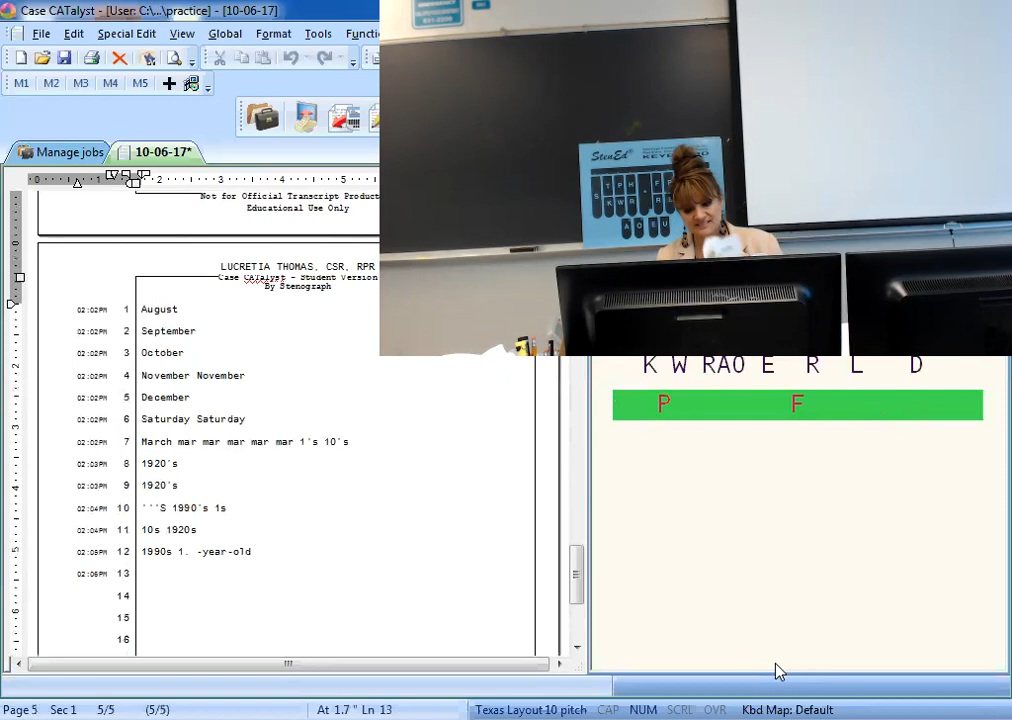 Case CATalyst - [User: C:\...\practice] - [10-06-17]
File Edit View Special Edit View Global Format Tools
M1 M2 M3 M4 M5
Manage jobs 10-06-17*
Not for Official Transcript Product
Educational Use Only
LUCRETIA THOMAS, CSR, RPR
Case CATalyst - Student Version
By Stenograph
02:02PM 1 August
02:02PM 2 September
02:02PM 3 October
02:02PM 4 November November
02:02PM 5 December
02:02PM 6 Saturday Saturday
02:02PM 7 March mar mar mar mar mar 1's 10's
02:03PM 8 1920's
02:03PM 9 1920's
02:04PM 10 ```S 1990's 1s
02:04PM 11 10s 1920s
02:05PM 12 1990s 1. -year-old
02:06PM 13
14
15
16
StenEd
KEYBOARD
S T P H * F P
K W R R B
A O E U
K W RAO E R L D
P F
Page 5 Sec 1 5/5 (5/5) At 1.7" Ln 13 Texas Layout 10 pitch CAP NUM SCRL OVR Kbd Map: Default